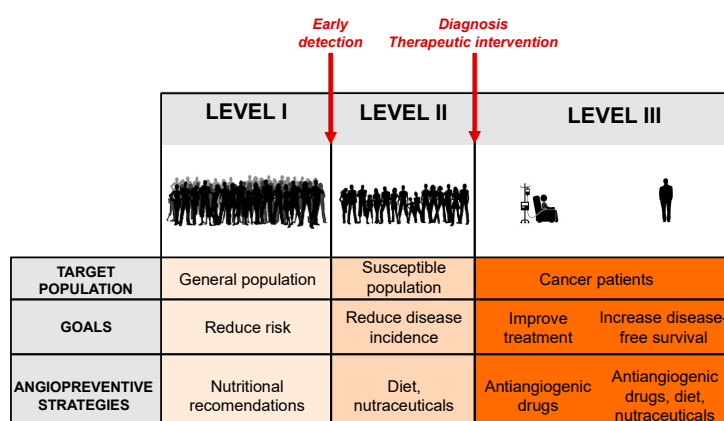 Early
detection
Diagnosis
Therapeutic intervention
LEVEL I
LEVEL II
LEVEL III
TARGET
POPULATION
General population
Susceptible
population
Cancer patients
GOALS
Reduce risk
Reduce disease
incidence
Improve
treatment
Increase disease-
free survival
ANGIOPREVENTIVE
STRATEGIES
Nutritional
recomendations
Diet,
nutraceuticals
Antiangiogenic
drugs
Antiangiogenic
drugs, diet,
nutraceuticals